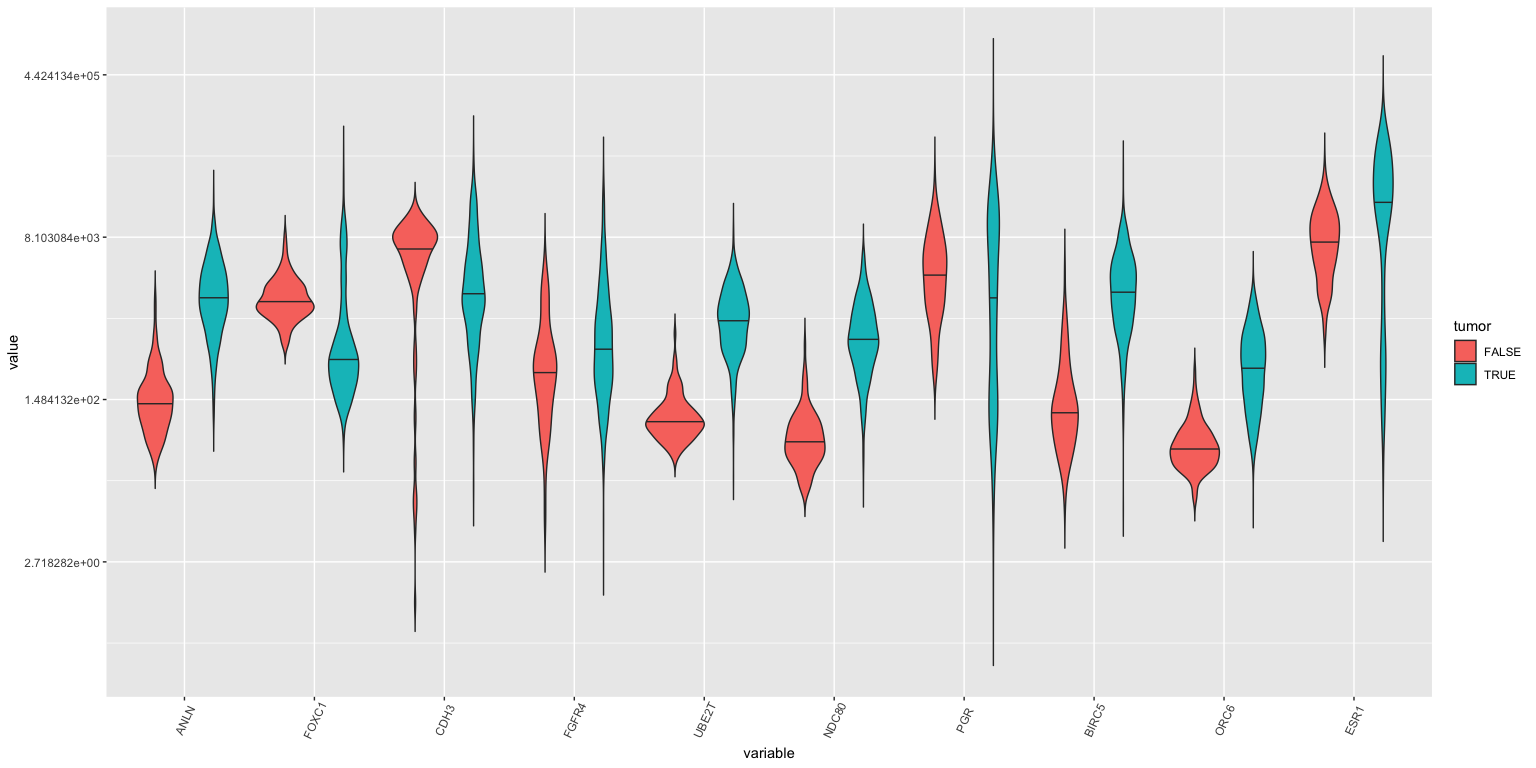 4.424134e+05
8.103084e+03
1.484132e+02
2.718282e+00
value
ANLN
FOXC1
CDH3
FGFR4
UBE2T
NDC80
PGR
BIRC5
ORC6
ESR1
variable
tumor
FALSE
TRUE